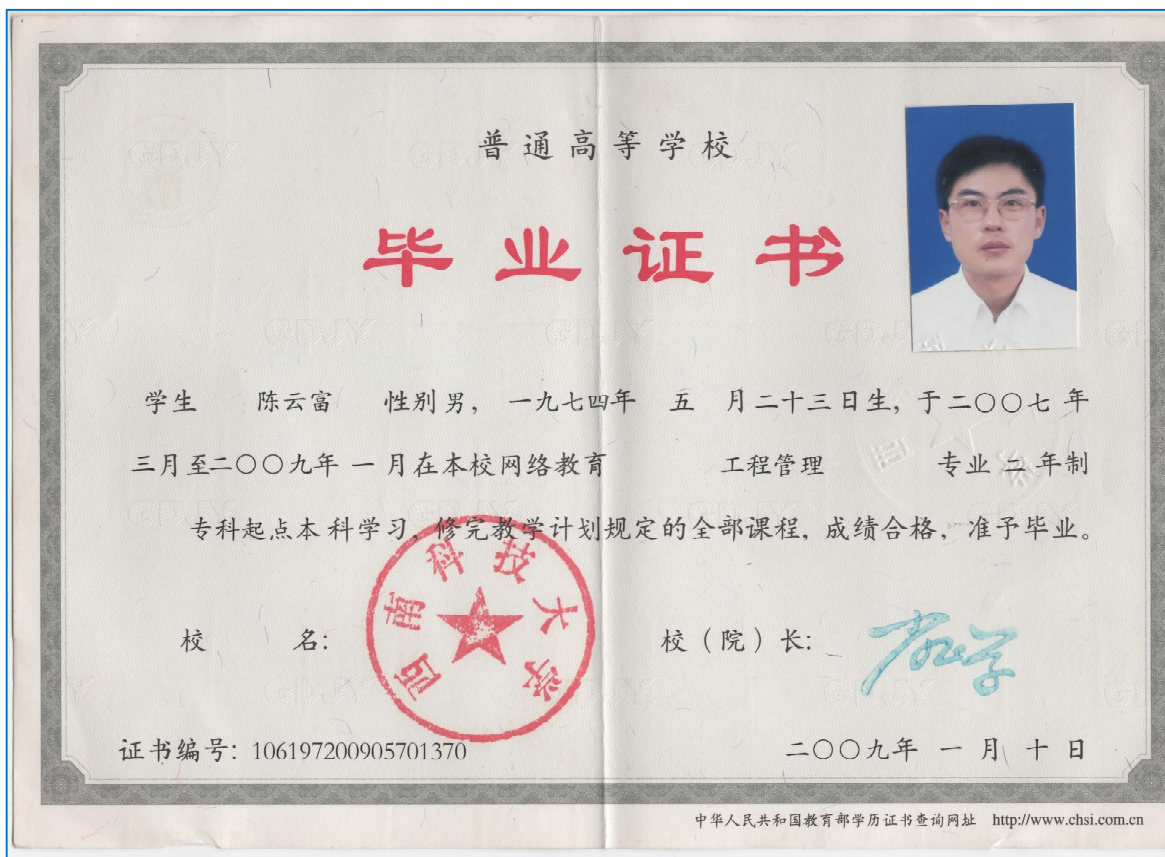 普通高等学校
毕业证书
学生 陈云富 性别男，一九七四年 五 月二十三日生，于二〇〇七年
三月至二〇〇九年 一 月在本校网络教育 工程管理 专业 二 年制
专科起点本科学习，修完教学计划规定的全部课程，成绩合格，准予毕业。
校 名： 校（院）长：
西南科技大学
证书编号：106197200905701370 二〇〇九年 一 月 十 日
中华人民共和国教育部学历证书查询网址 http://www.chsi.com.cn